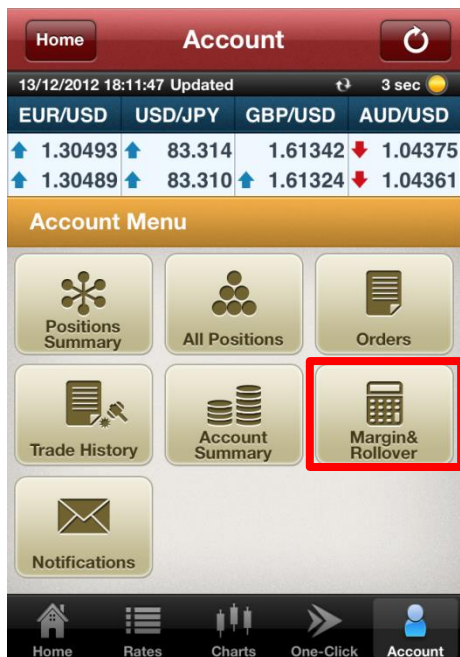 Home Account
13/12/2012 18:11:47 Updated 3 sec
EUR/USD USD/JPY GBP/USD AUD/USD
1.30493 83.314 1.61342 1.04375
1.30489 83.310 1.61324 1.04361
Account Menu
Positions
Summary
All Positions
Orders
Trade History
Account
Summary
Margin&
Rollover
Notifications
Home Rates Charts One-Click Account